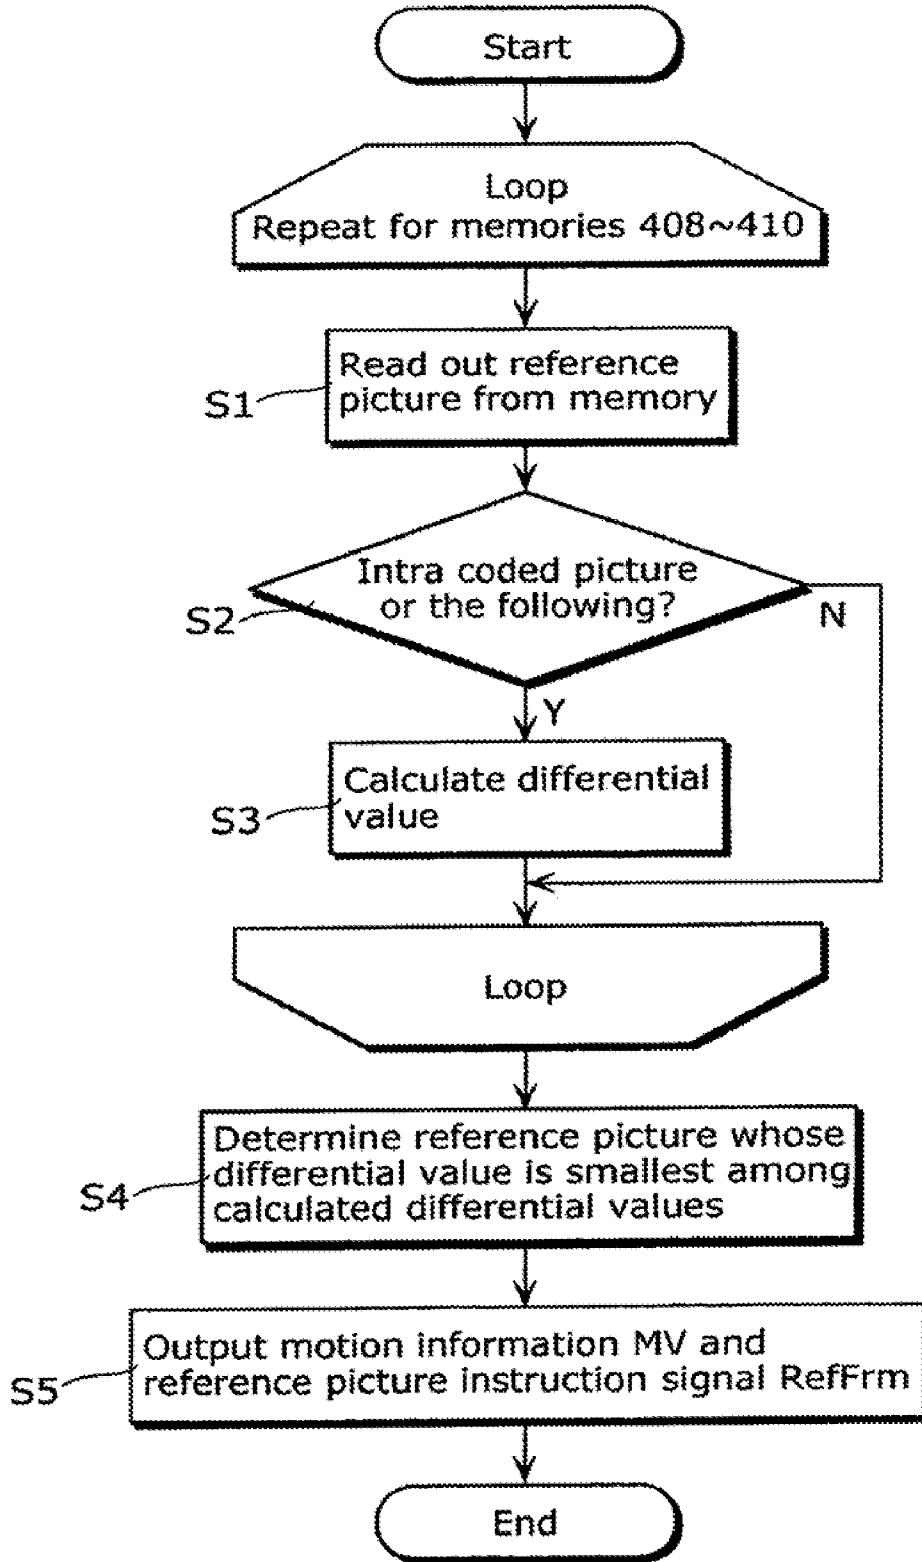 Start
Loop
Repeat for memories 408~410
Read out reference
picture from memory
S1
Intra coded picture
or the following?
S2
N
Y
Calculate differential
value
S3
Loop
Determine reference picture whose
differential value is smallest among
calculated differential values
S4
Output motion information MV and
reference picture instruction signal RefFrm
S5
End